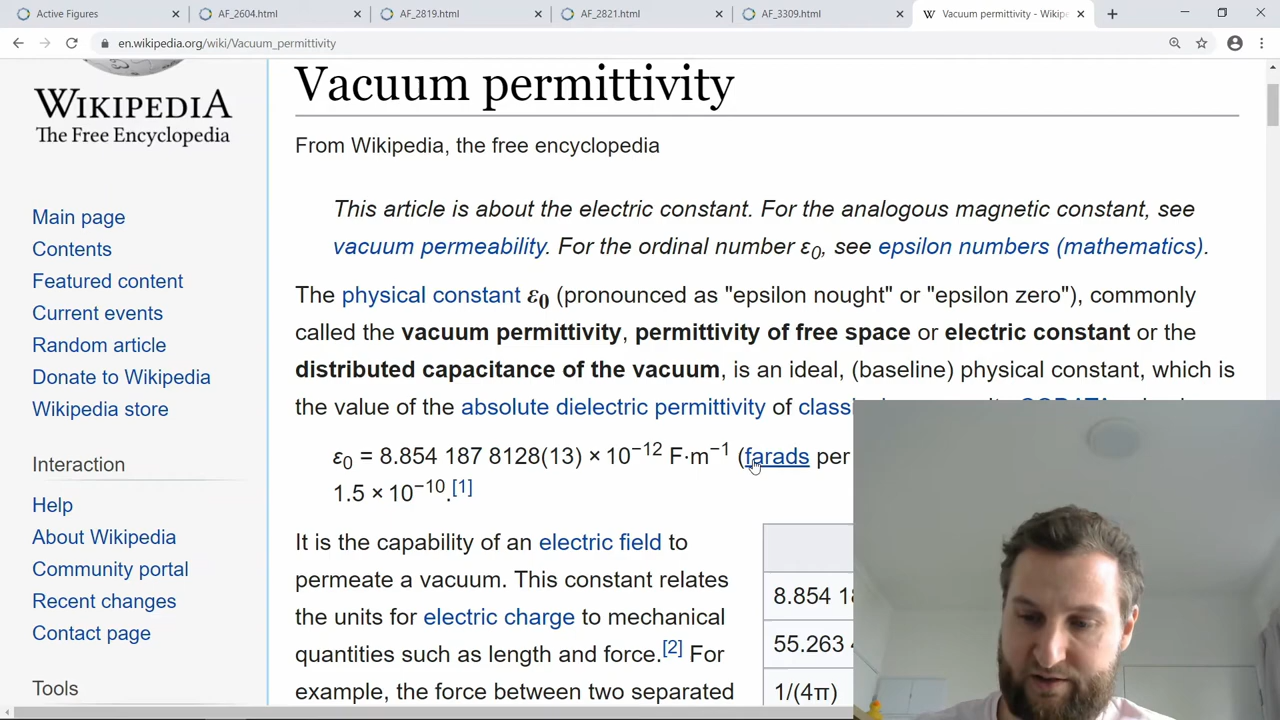 Active Figures
AF_2604.html
AF_2819.html
AF_2821.html
AF_3309.html
Vacuum permittivity - Wikip
en.wikipedia.org/wiki/Vacuum_permittivity
WIKIPEDIA
The Free Encyclopedia
Main page
Contents
Featured content
Current events
Random article
Donate to Wikipedia
Wikipedia store
Interaction
Help
About Wikipedia
Community portal
Recent changes
Contact page
Tools
Vacuum permittivity
From Wikipedia, the free encyclopedia
This article is about the electric constant. For the analogous magnetic constant, see
vacuum permeability. For the ordinal number ε₀, see epsilon numbers (mathematics).
The physical constant ε₀ (pronounced as "epsilon nought" or "epsilon zero"), commonly
called the vacuum permittivity, permittivity of free space or electric constant or the
distributed capacitance of the vacuum, is an ideal, (baseline) physical constant, which is
the value of the absolute dielectric permittivity of class
ε₀ = 8.854 187 8128(13) × 10⁻¹² F·m⁻¹ (farads per
1.5 × 10⁻¹⁰.[1]
It is the capability of an electric field to
permeate a vacuum. This constant relates
the units for electric charge to mechanical
quantities such as length and force.[2] For
example, the force between two separated
8.854 18
55.263
1/(4π)